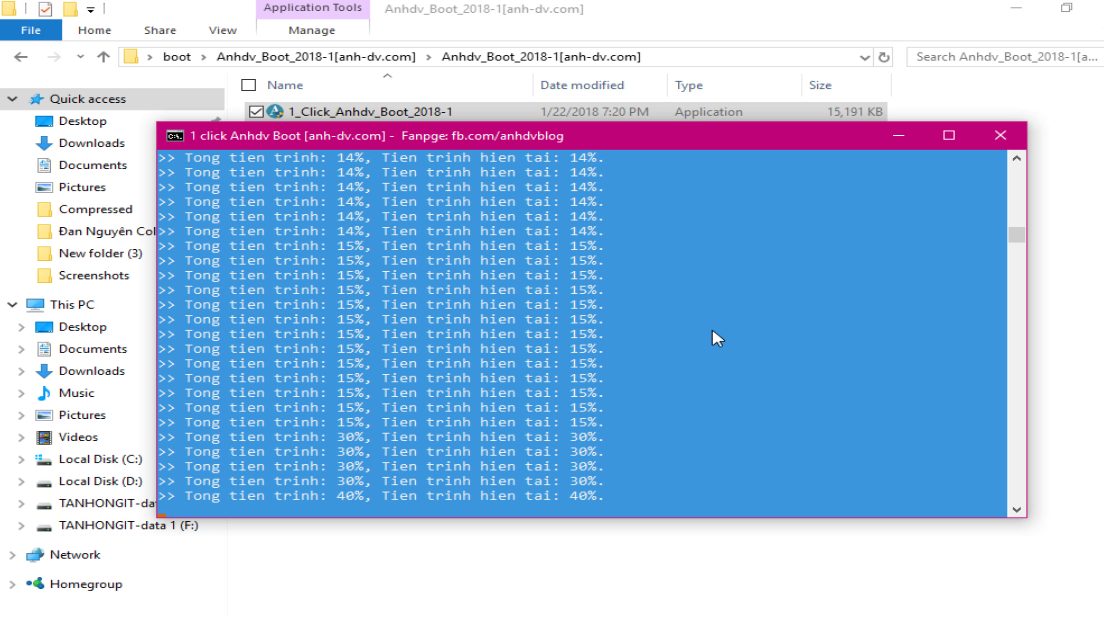 Application Tools
Anhdv_Boot_2018-1[anh-dv.com]
File
Home
Share
View
Manage
boot
Anhdv_Boot_2018-1[anh-dv.com]
Anhdv_Boot_2018-1[anh-dv.com]
Search Anhdv_Boot_2018-1[a...
Name
Date modified
Type
Size
1_Click_Anhdv_Boot_2018-1
1/22/2018 7:20 PM
Application
15,191 KB
Quick access
Desktop
Downloads
Documents
Pictures
Compressed
Đan Nguyên Col
New folder (3)
Screenshots
This PC
Desktop
Documents
Downloads
Music
Pictures
Videos
Local Disk (C:)
Local Disk (D:)
TANHONGIT-dat
TANHONGIT-data 1 (F:)
Network
Homegroup
C:\.
1 click Anhdv Boot [anh-dv.com] - Fanpge: fb.com/anhdvblog
>> Tong tien trinh: 14%, Tien trinh hien tai: 14%.
>> Tong tien trinh: 14%, Tien trinh hien tai: 14%.
>> Tong tien trinh: 14%, Tien trinh hien tai: 14%.
>> Tong tien trinh: 14%, Tien trinh hien tai: 14%.
>> Tong tien trinh: 14%, Tien trinh hien tai: 14%.
>> Tong tien trinh: 14%, Tien trinh hien tai: 14%.
>> Tong tien trinh: 15%, Tien trinh hien tai: 15%.
>> Tong tien trinh: 15%, Tien trinh hien tai: 15%.
>> Tong tien trinh: 15%, Tien trinh hien tai: 15%.
>> Tong tien trinh: 15%, Tien trinh hien tai: 15%.
>> Tong tien trinh: 15%, Tien trinh hien tai: 15%.
>> Tong tien trinh: 15%, Tien trinh hien tai: 15%.
>> Tong tien trinh: 15%, Tien trinh hien tai: 15%.
>> Tong tien trinh: 15%, Tien trinh hien tai: 15%.
>> Tong tien trinh: 15%, Tien trinh hien tai: 15%.
>> Tong tien trinh: 15%, Tien trinh hien tai: 15%.
>> Tong tien trinh: 15%, Tien trinh hien tai: 15%.
>> Tong tien trinh: 15%, Tien trinh hien tai: 15%.
>> Tong tien trinh: 15%, Tien trinh hien tai: 15%.
>> Tong tien trinh: 30%, Tien trinh hien tai: 30%.
>> Tong tien trinh: 30%, Tien trinh hien tai: 30%.
>> Tong tien trinh: 30%, Tien trinh hien tai: 30%.
>> Tong tien trinh: 30%, Tien trinh hien tai: 30%.
>> Tong tien trinh: 40%, Tien trinh hien tai: 40%.